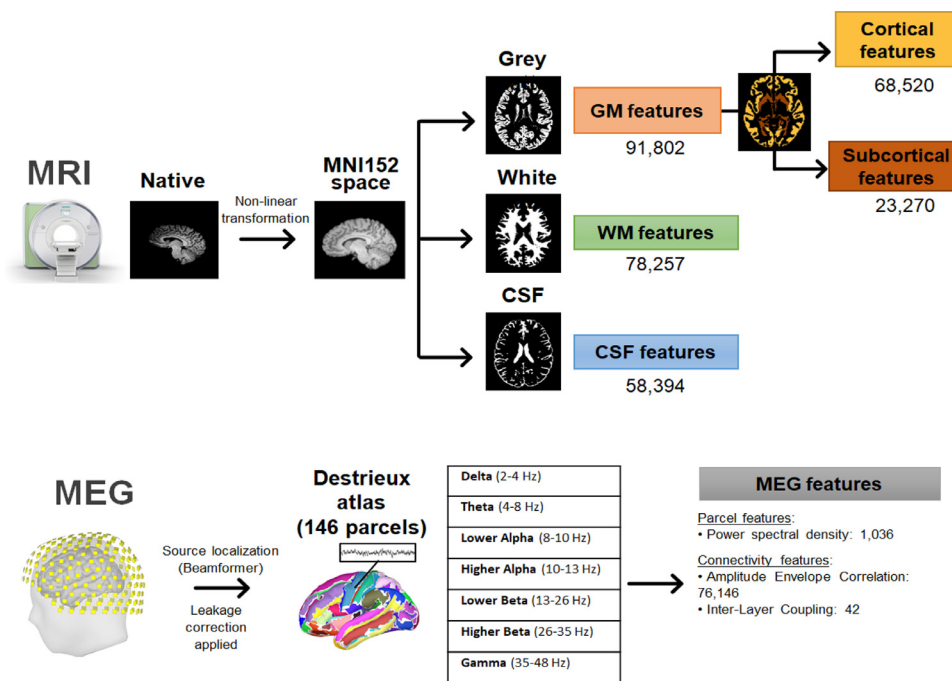 Cortical
features
68,520
Grey
GM features
91,802
Subcortical
features
23,270
MRI
Native
Non-linear
transformation
MNI152
space
White
WM features
78,257
CSF
CSF features
58,394
MEG
Source localization
(Beamformer)
Leakage
correction
applied
Destrieux
atlas
(146 parcels)
Delta (2-4 Hz)
Theta (4-8 Hz)
Lower Alpha (8-10 Hz)
Higher Alpha (10-13 Hz)
Lower Beta (13-26 Hz)
Higher Beta (26-35 Hz)
Gamma (35-48 Hz)
MEG features
Parcel features:
• Power spectral density: 1,036
Connectivity features:
• Amplitude Envelope Correlation:
76,146
• Inter-Layer Coupling: 42